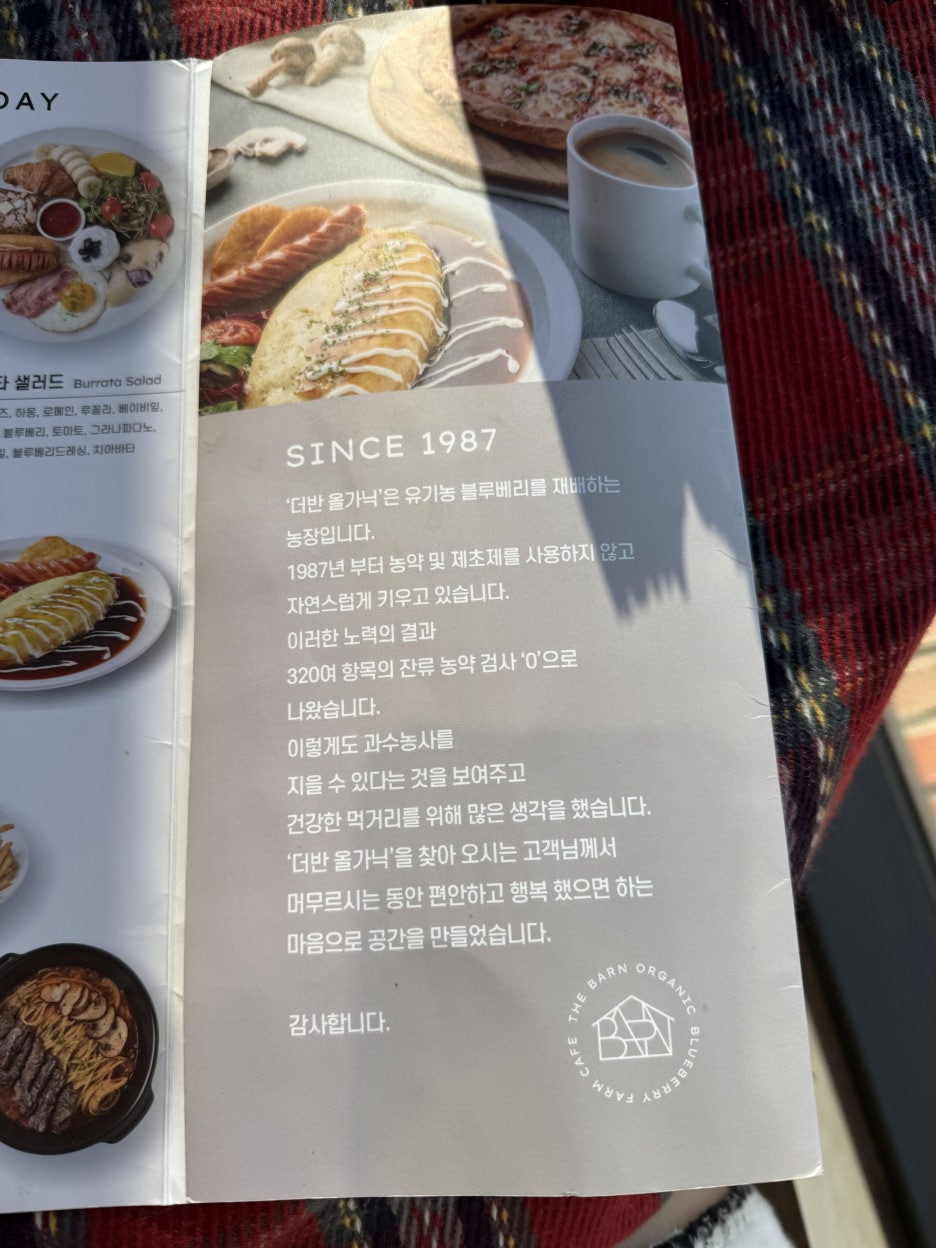 DAY
샐러드 Burrata Salad
즈, 하몽, 로메인, 루꼴라, 베이비잎,
블루베리, 토마토, 그라나파다노,
블루베리드레싱, 치아바타
SINCE 1987
‘더반 올가닉’은 유기농 블루베리를 재배하는
농장입니다.
1987년 부터 농약 및 제초제를 사용하지 않고
자연스럽게 키우고 있습니다.
이러한 노력의 결과
320여 항목의 잔류 농약 검사 ‘0’으로
나왔습니다.
이렇게도 과수농사를
지을 수 있다는 것을 보여주고
건강한 먹거리를 위해 많은 생각을 했습니다.
‘더반 올가닉’을 찾아 오시는 고객님께서
머무르시는 동안 편안하고 행복 했으면 하는
마음으로 공간을 만들었습니다.
감사합니다.
CAFE THE BARN ORGANIC BLUEBERRY FARM
BARN